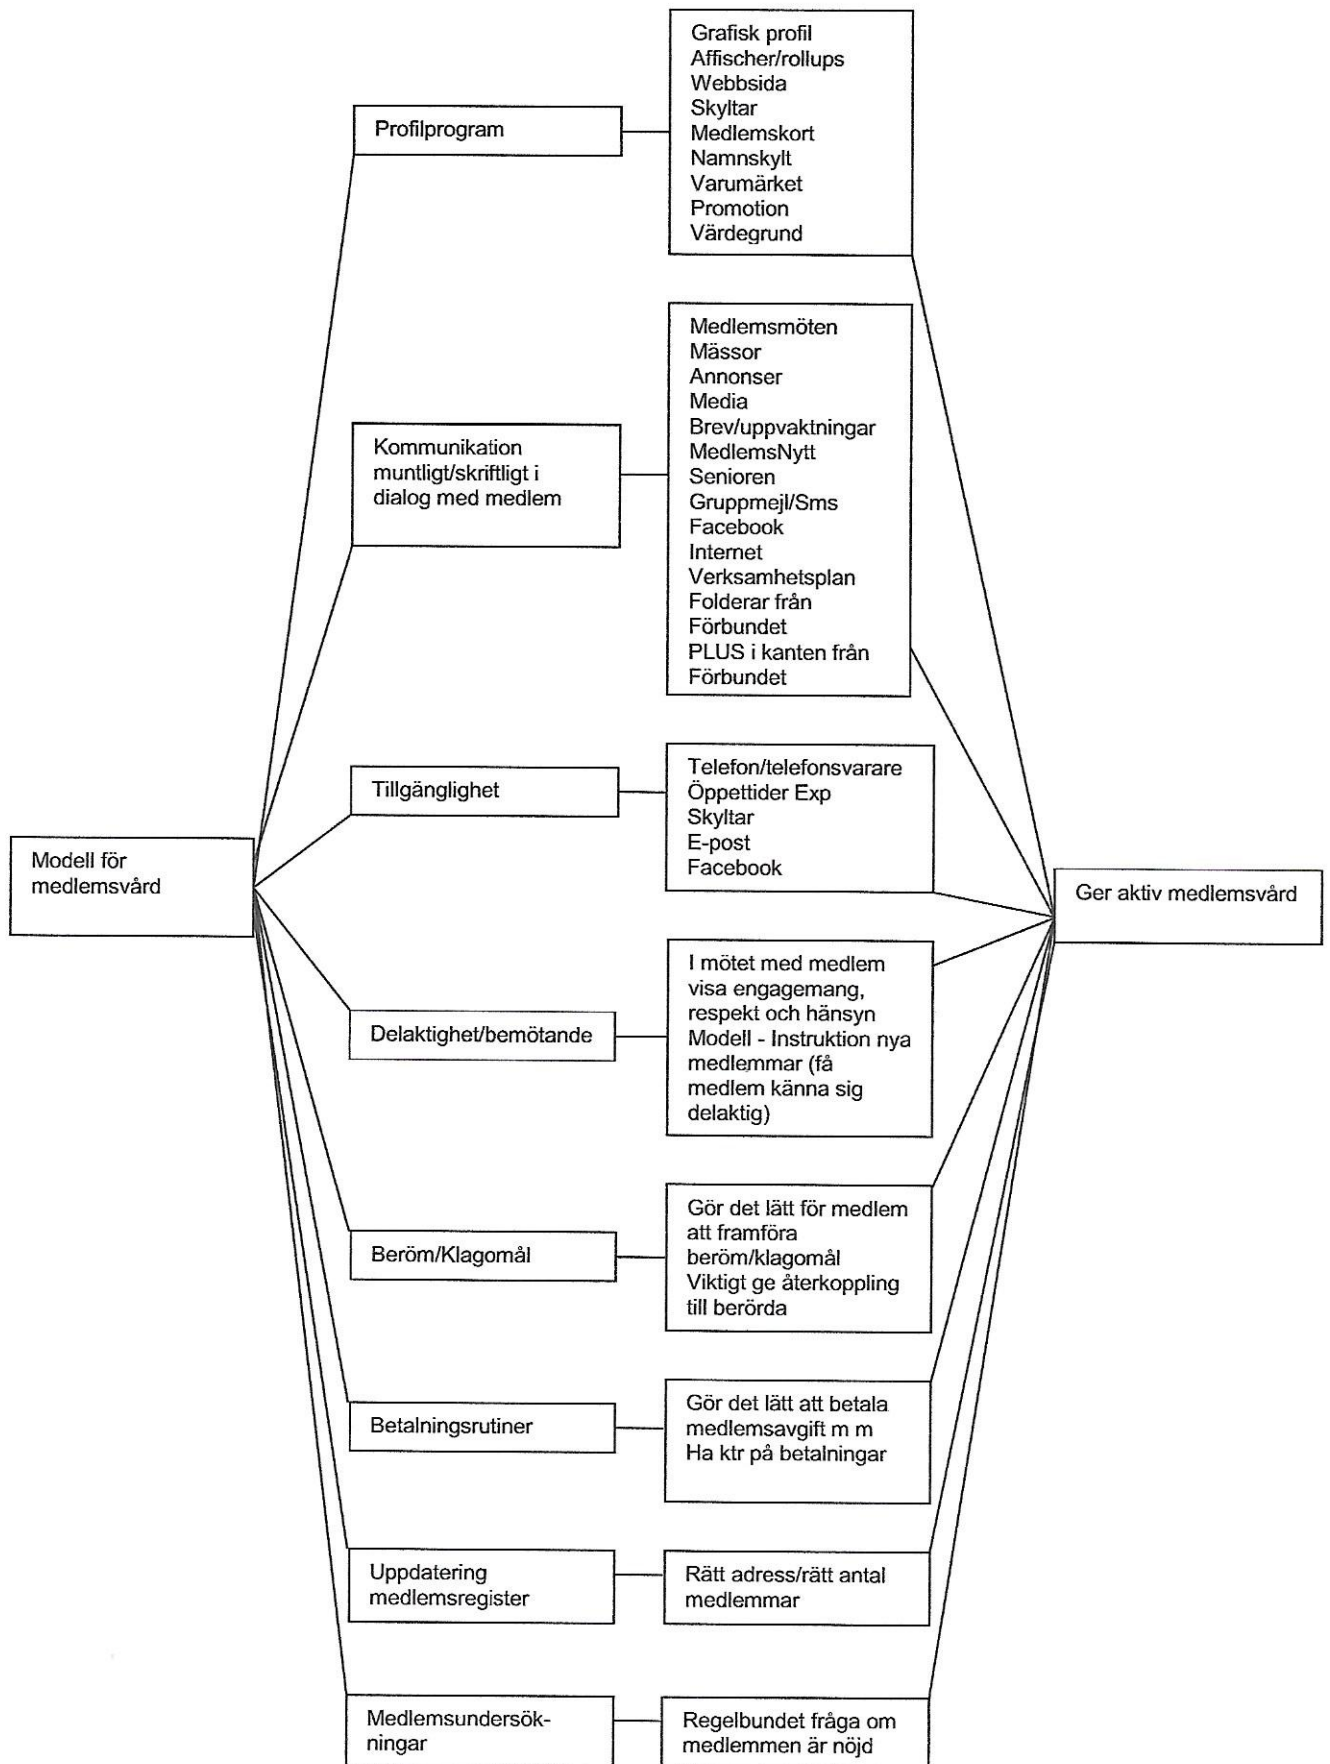 Modell för
medlemsvård
Profilprogram
Grafisk profil
Affischer/rollups
Webbsida
Skyltar
Medlemskort
Namnskylt
Varumärket
Promotion
Värdegrund
Kommunikation
muntligt/skriftligt i
dialog med medlem
Medlemsmöten
Mässor
Annonser
Media
Brev/uppvaktningar
MedlemsNytt
Senioren
Gruppmejl/Sms
Facebook
Internet
Verksamhetsplan
Folderar från
Förbundet
PLUS i kanten från
Förbundet
Tillgänglighet
Telefon/telefonsvarare
Öppettider Exp
Skyltar
E-post
Facebook
Delaktighet/bemötande
I mötet med medlem
visa engagemang,
respekt och hänsyn
Modell - Instruktion nya
medlemmar (få
medlem känna sig
delaktig)
Beröm/Klagomål
Gör det lätt för medlem
att framföra
beröm/klagomål
Viktigt ge återkoppling
till berörda
Betalningsrutiner
Gör det lätt att betala
medlemsavgift m m
Ha ktr på betalningar
Uppdatering
medlemsregister
Rätt adress/rätt antal
medlemmar
Medlemsundersök-
ningar
Regelbundet fråga om
medlemmen är nöjd
Ger aktiv medlemsvård